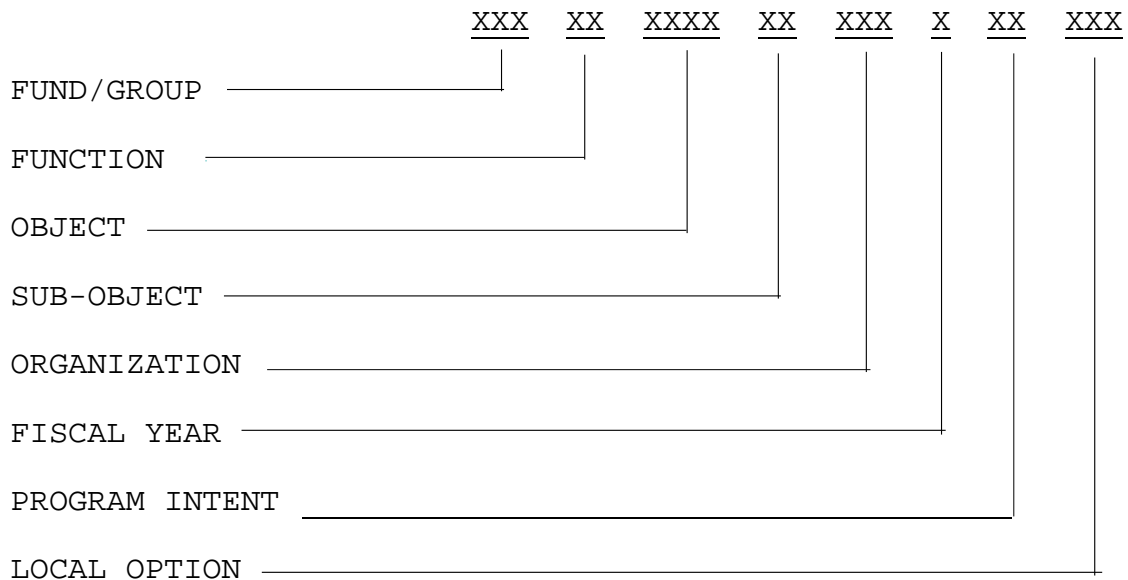 XXX XX XXXX XX XXX X XX XXX
FUND/GROUP
FUNCTION
OBJECT
SUB-OBJECT
ORGANIZATION
FISCAL YEAR
PROGRAM INTENT
LOCAL OPTION